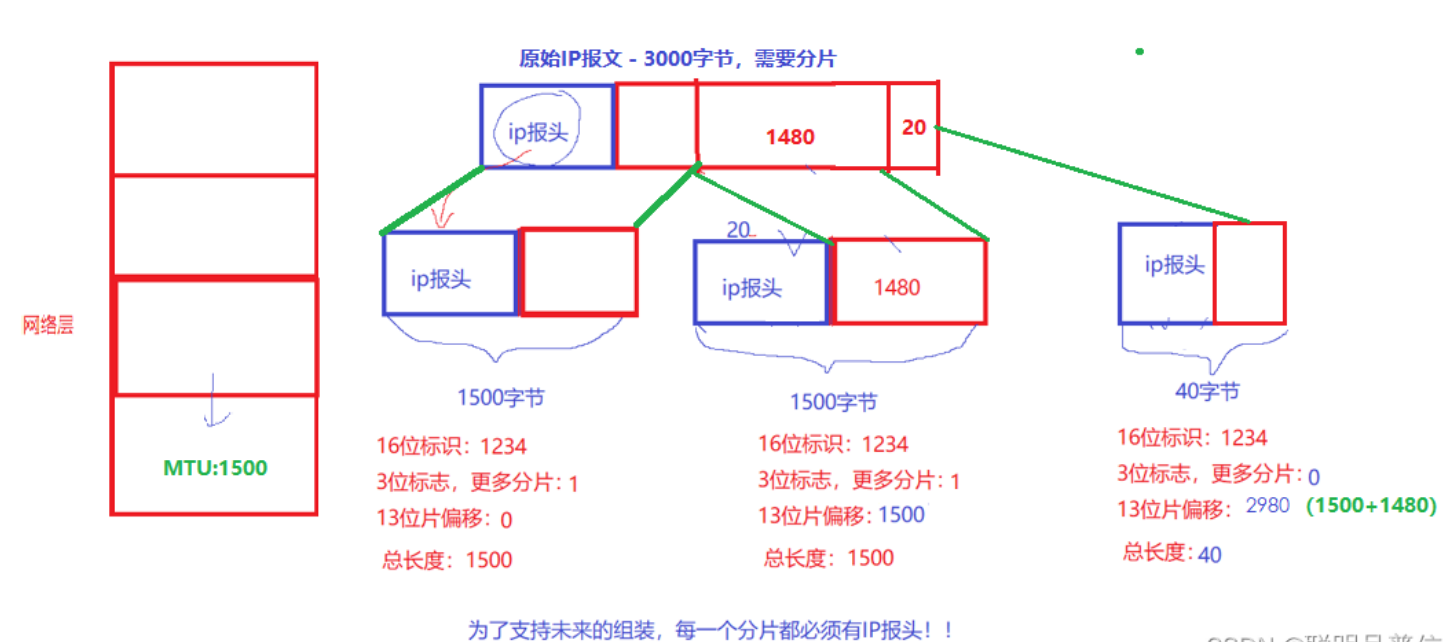 原始IP报文 - 3000字节，需要分片
ip报头
1480
20
网络层
MTU:1500
ip报头
20
ip报头
1480
ip报头
1500字节
1500字节
40字节
16位标识：1234
3位标志，更多分片：1
13位片偏移：0
总长度：1500
16位标识：1234
3位标志，更多分片：1
13位片偏移：1500
总长度：1500
16位标识：1234
3位标志，更多分片：0
13位片偏移：2980 (1500+1480)
总长度：40
为了支持未来的组装，每一个分片都必须有IP报头！！